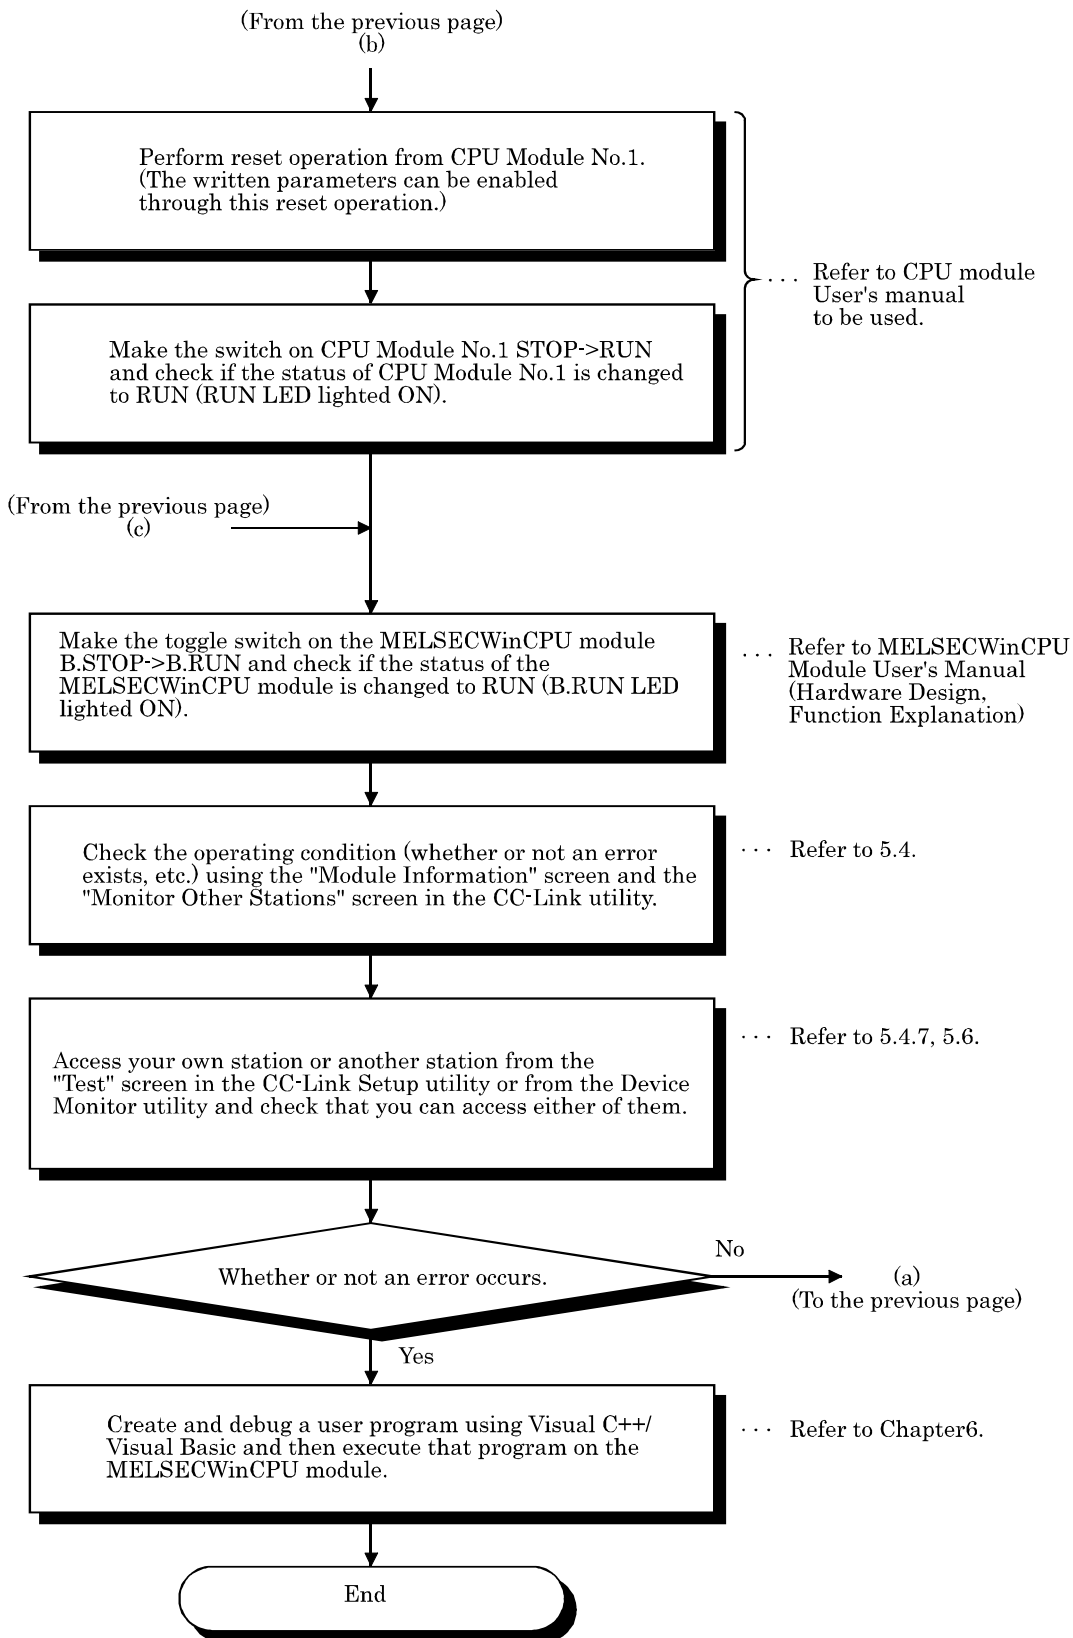 (From the previous page)
(b)
Perform reset operation from CPU Module No.1.
(The written parameters can be enabled
through this reset operation.)
Make the switch on CPU Module No.1 STOP->RUN
and check if the status of CPU Module No.1 is changed
to RUN (RUN LED lighted ON).
· · · Refer to CPU module
User's manual
to be used.
(From the previous page)
(c)
Make the toggle switch on the MELSECWinCPU module
B.STOP->B.RUN and check if the status of the
MELSECWinCPU module is changed to RUN (B.RUN LED
lighted ON).
· · · Refer to MELSECWinCPU
Module User's Manual
(Hardware Design,
Function Explanation)
Check the operating condition (whether or not an error
exists, etc.) using the "Module Information" screen and the
"Monitor Other Stations" screen in the CC-Link utility.
· · · Refer to 5.4.
Access your own station or another station from the
"Test" screen in the CC-Link Setup utility or from the Device
Monitor utility and check that you can access either of them.
· · · Refer to 5.4.7, 5.6.
Whether or not an error occurs.
No
(a)
(To the previous page)
Yes
Create and debug a user program using Visual C++/
Visual Basic and then execute that program on the
MELSECWinCPU module.
· · · Refer to Chapter6.
End